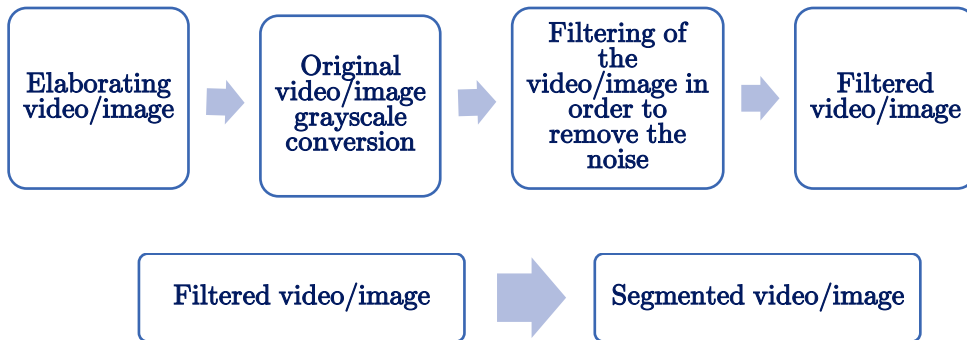 Elaborating
video/image
Original
video/image
grayscale
conversion
Filtering of
the
video/image in
order to
remove the
noise
Filtered
video/image
Filtered video/image
Segmented video/image